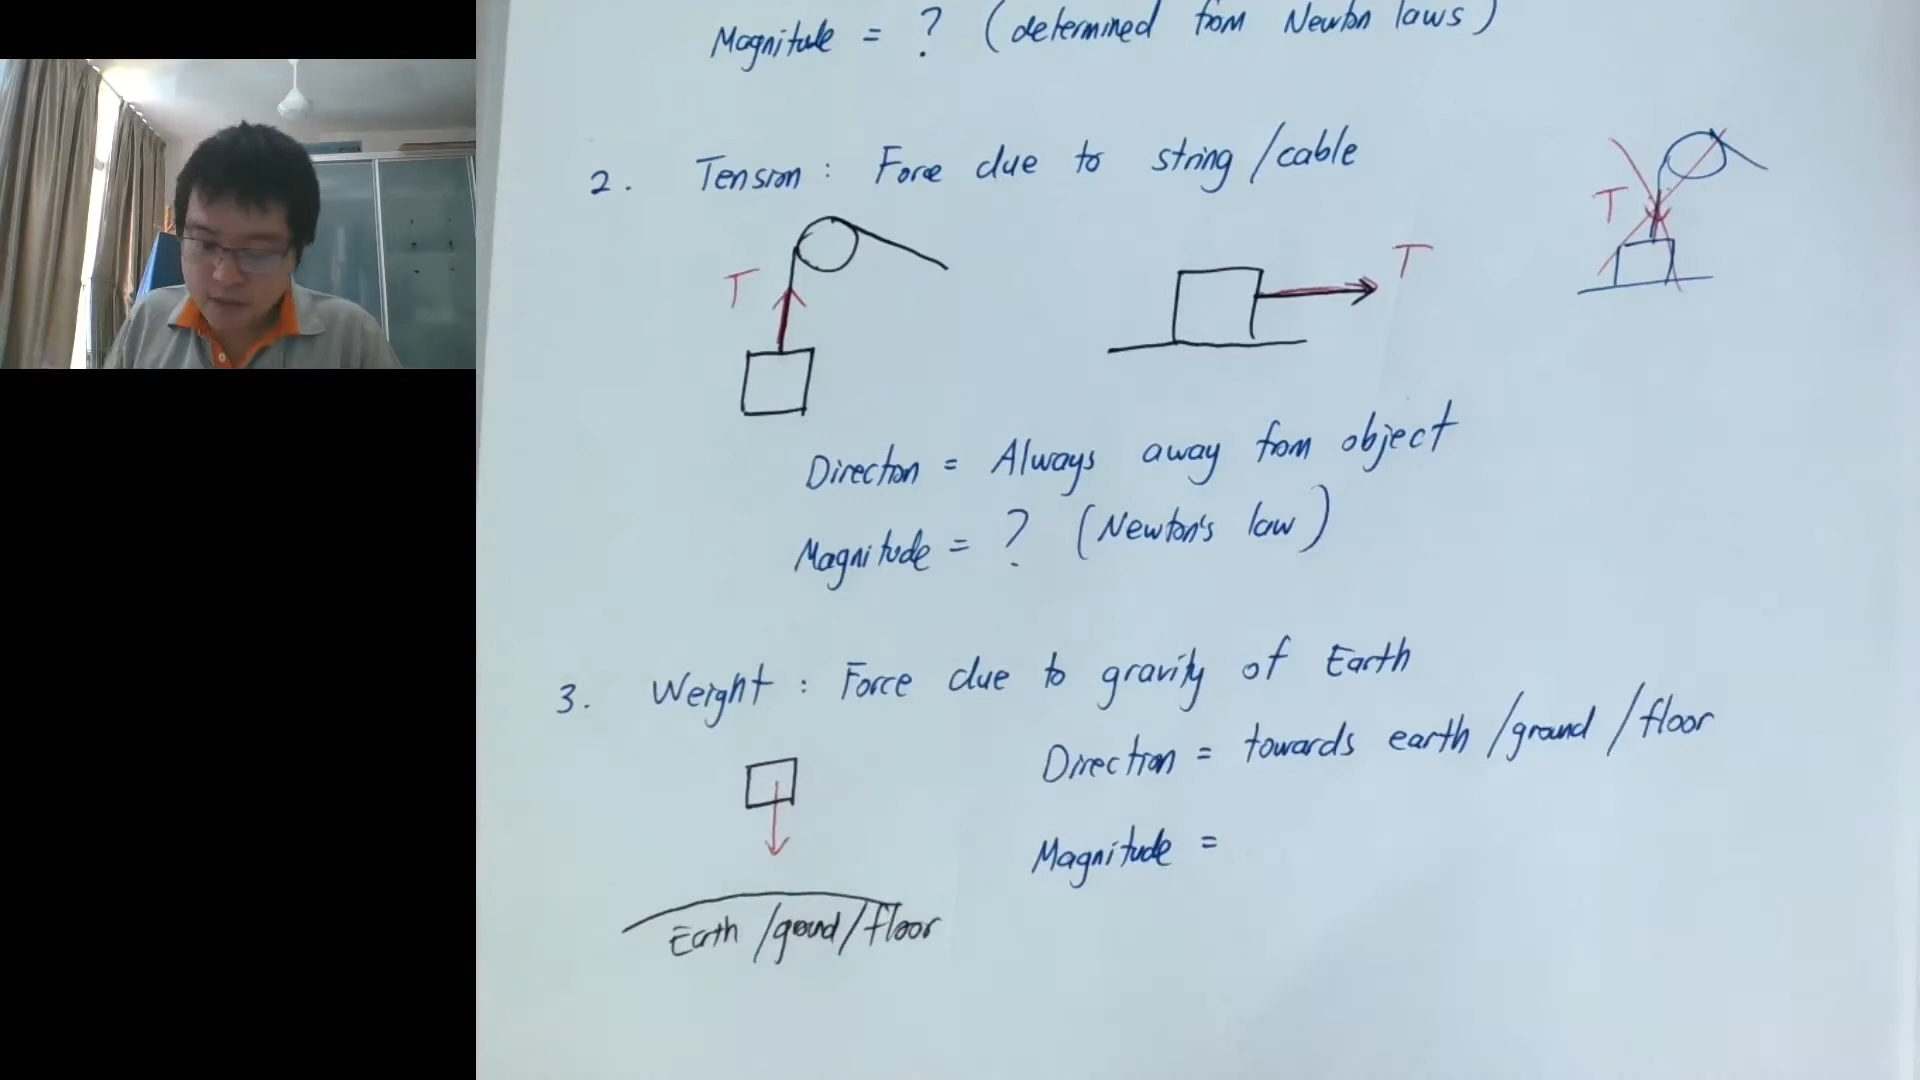 Magnitude = ? (determined from Newton laws)
2. Tension : Force due to string/cable
T
T
T
Direction = Always away from object
Magnitude = ? (Newton's law)
3. Weight : Force due to gravity of Earth
Direction = towards earth/ground/floor
Magnitude =
Earth/ground/floor